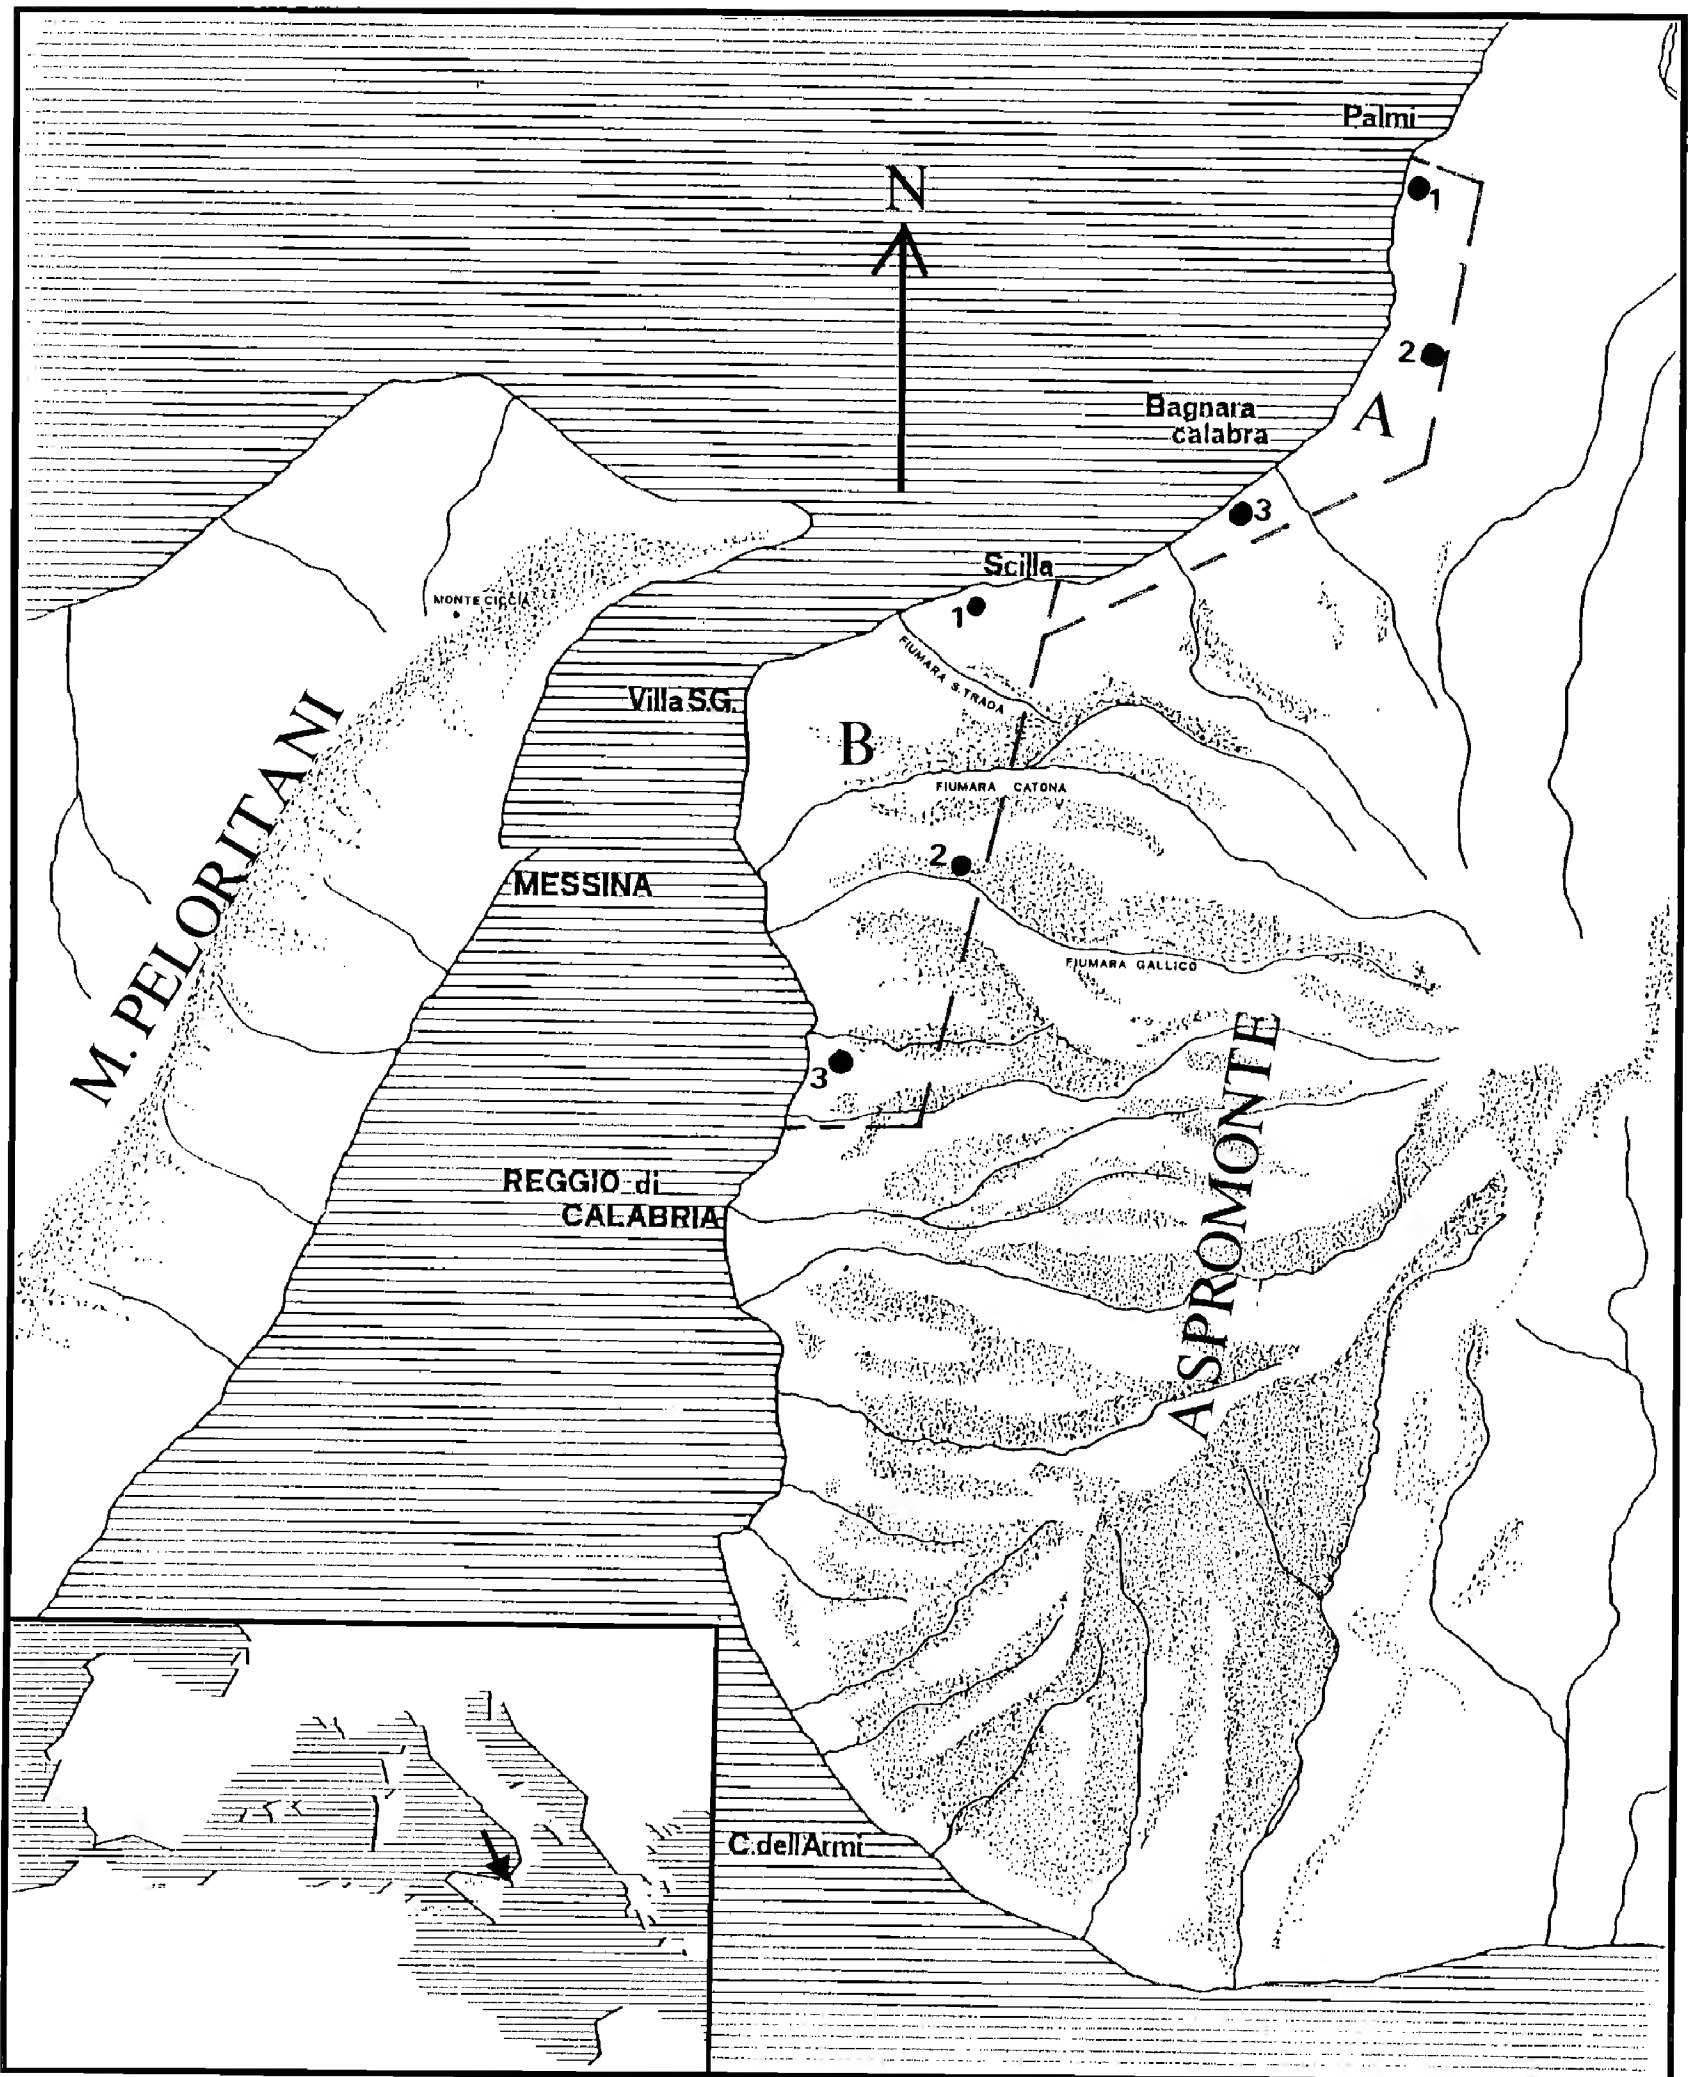 Palmi
N
1
2
Bagnara
calabra
A
3
Scilla
1
MONTE CICCIA
FIUMARA S.TRADA
Villa S.G.
B
FIUMARA CATONA
2
MESSINA
M. PELORITANI
FIUMARA GALLICO
3
ASPROMONTE
REGGIO di
CALABRIA
C.dell'Armi